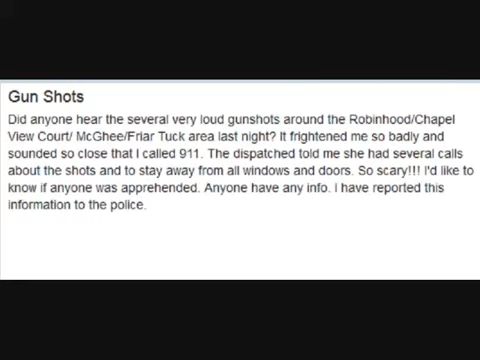 Gun Shots
Did anyone hear the several very loud gunshots around the Robinhood/Chapel
View Court/ McGhee/Friar Tuck area last night? It frightened me so badly and
sounded so close that I called 911. The dispatched told me she had several calls
about the shots and to stay away from all windows and doors. So scary!!! I'd like to
know if anyone was apprehended. Anyone have any info. I have reported this
information to the police.